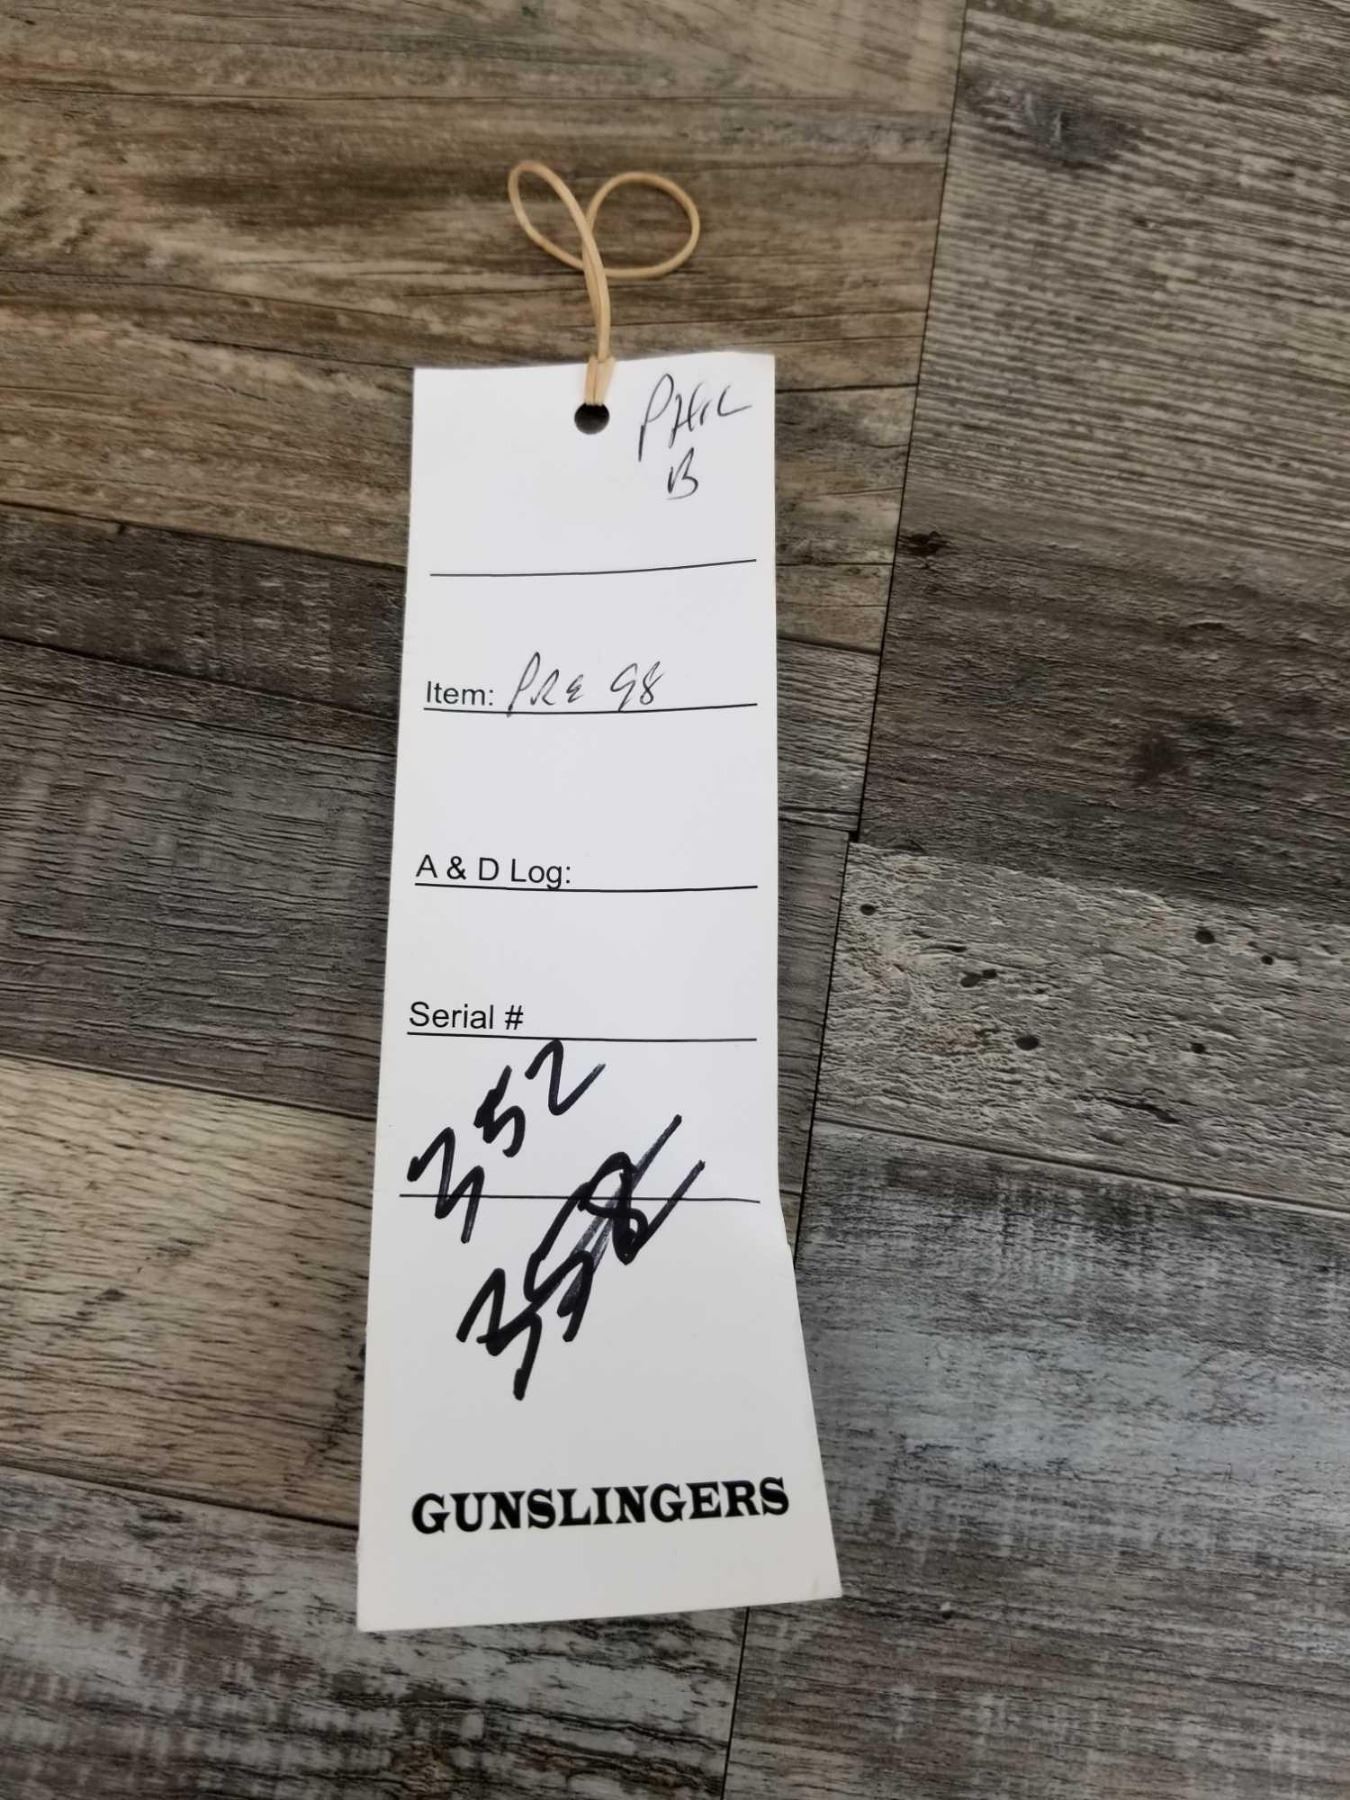 PHIL
B
Item: PRE 98
A & D Log:
Serial #
352
GUNSLINGERS